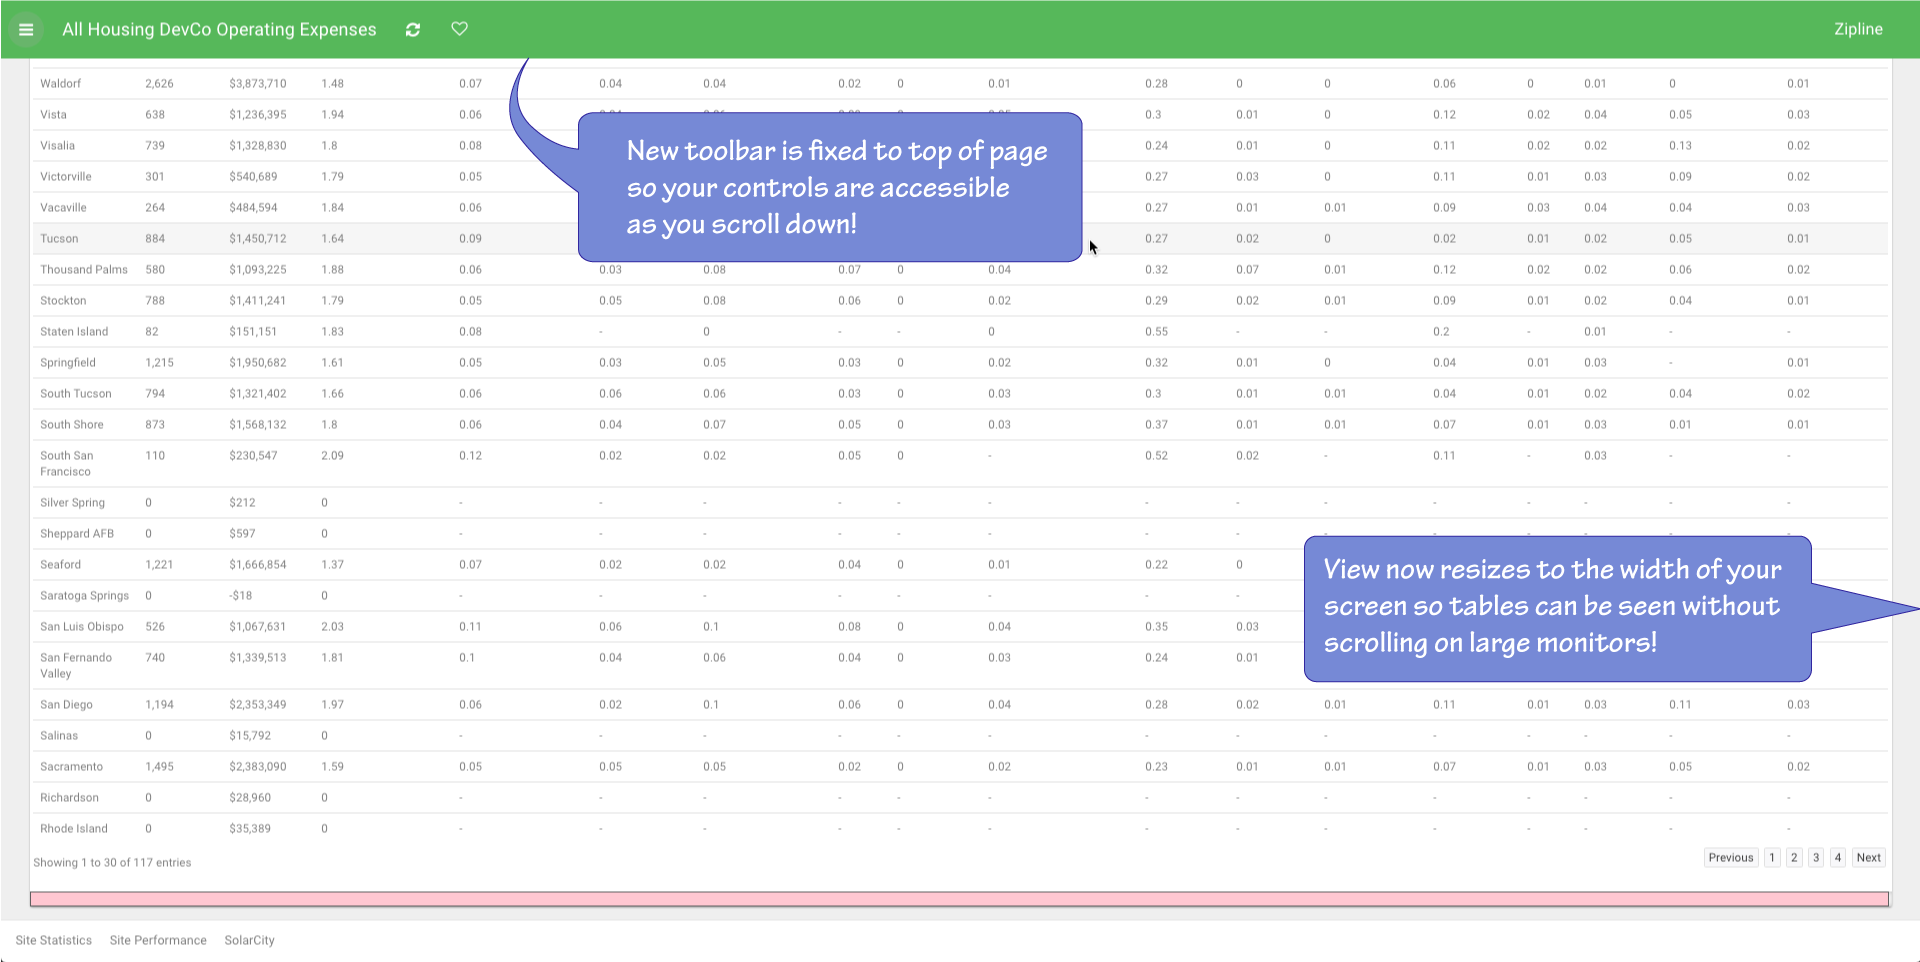 All Housing DevCo Operating Expenses
Zipline
Waldorf 2,626 $3,873,710 1.48 0.07 0.04 0.04 0.02 0 0.01 0.28 0 0 0.06 0 0.01 0 0.01
Vista 638 $1,236,395 1.94 0.06 0.3 0.01 0 0.12 0.02 0.04 0.05 0.03
Visalia 739 $1,328,830 1.8 0.08 0.24 0.01 0 0.11 0.02 0.02 0.13 0.02
Victorville 301 $540,689 1.79 0.05 0.27 0.03 0 0.11 0.01 0.03 0.09 0.02
Vacaville 264 $484,594 1.84 0.06 0.27 0.01 0.01 0.09 0.03 0.04 0.04 0.03
Tucson 884 $1,450,712 1.64 0.09 0.27 0.02 0 0.02 0.01 0.02 0.05 0.01
New toolbar is fixed to top of page
so your controls are accessible
as you scroll down!
Thousand Palms 580 $1,093,225 1.88 0.06 0.03 0.08 0.07 0 0.04 0.32 0.07 0.01 0.12 0.02 0.02 0.06 0.02
Stockton 788 $1,411,241 1.79 0.05 0.05 0.08 0.06 0 0.02 0.29 0.02 0.01 0.09 0.01 0.02 0.04 0.01
Staten Island 82 $151,151 1.83 0.08 - 0 - - 0 0.55 - - 0.2 - 0.01 - -
Springfield 1,215 $1,950,682 1.61 0.05 0.03 0.05 0.03 0 0.02 0.32 0.01 0 0.04 0.01 0.03 - 0.01
South Tucson 794 $1,321,402 1.66 0.06 0.06 0.06 0.03 0 0.03 0.3 0.01 0.01 0.04 0.01 0.02 0.04 0.02
South Shore 873 $1,568,132 1.8 0.06 0.04 0.07 0.05 0 0.03 0.37 0.01 0.01 0.07 0.01 0.03 0.01 0.01
South San 110 $230,547 2.09 0.12 0.02 0.02 0.05 0 - 0.52 0.02 - 0.11 - 0.03 - -
Francisco
Silver Spring 0 $212 0 - - - - - - - - - - - - - -
Sheppard AFB 0 $597 0 - - - - - - - - - - - - - -
Seaford 1,221 $1,666,854 1.37 0.07 0.02 0.02 0.04 0 0.01 0.22 0
Saratoga Springs 0 -$18 0 - - - - - - - -
San Luis Obispo 526 $1,067,631 2.03 0.11 0.06 0.1 0.08 0 0.04 0.35 0.03
San Fernando 740 $1,339,513 1.81 0.1 0.04 0.06 0.04 0 0.03 0.24 0.01
Valley
View now resizes to the width of your
screen so tables can be seen without
scrolling on large monitors!
San Diego 1,194 $2,353,349 1.97 0.06 0.02 0.1 0.06 0 0.04 0.28 0.02 0.01 0.11 0.01 0.03 0.11 0.03
Salinas 0 $15,792 0 - - - - - - - - - - - - - -
Sacramento 1,495 $2,383,090 1.59 0.05 0.05 0.05 0.02 0 0.02 0.23 0.01 0.01 0.07 0.01 0.03 0.05 0.02
Richardson 0 $28,960 0 - - - - - - - - - - - - - -
Rhode Island 0 $35,389 0 - - - - - - - - - - - - - -
Showing 1 to 30 of 117 entries
Previous 1 2 3 4 Next
Site Statistics Site Performance SolarCity